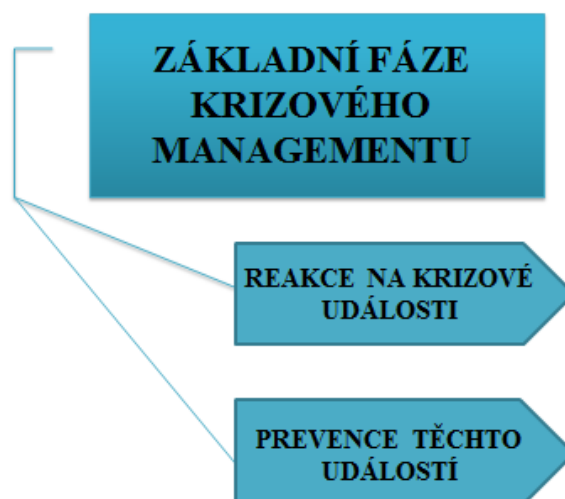 ZÁKLADNÍ FÁZE
KRIZOVÉHO
MANAGEMENTU
REAKCE NA KRIZOVÉ
UDÁLOSTI
PREVENCE TĚCHTO
UDÁLOSTÍ